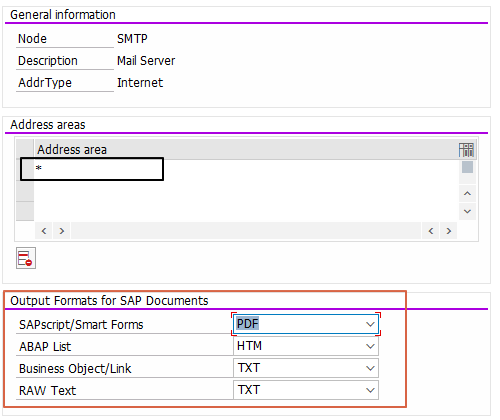 General information
Node SMTP
Description Mail Server
AddrType Internet
Address areas
Address area
*
Output Formats for SAP Documents
SAPscript/Smart Forms PDF
ABAP List HTM
Business Object/Link TXT
RAW Text TXT